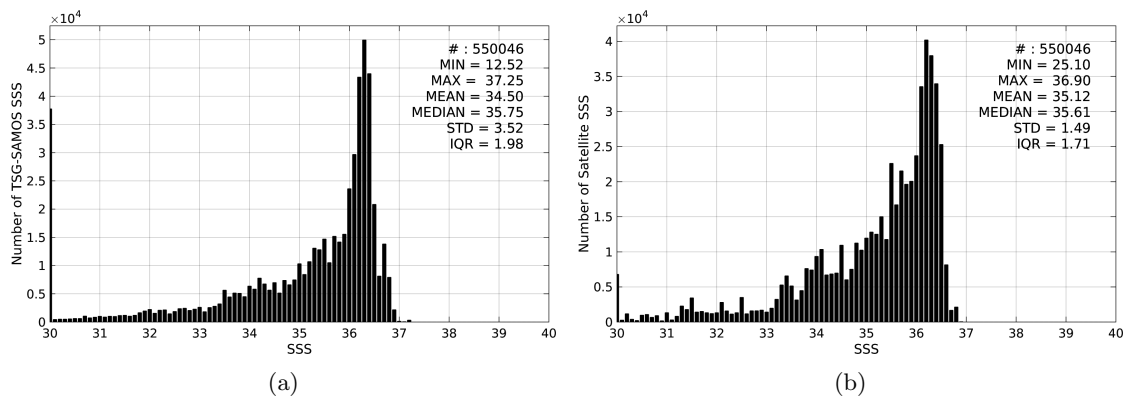 ×10⁴
5
4.5
4
3.5
3
2.5
2
1.5
1
0.5
0
Number of TSG-SAMOS SSS
# : 550046
MIN = 12.52
MAX = 37.25
MEAN = 34.50
MEDIAN = 35.75
STD = 3.52
IQR = 1.98
30 31 32 33 34 35 36 37 38 39 40
SSS
(a)
×10⁴
4
3.5
3
2.5
2
1.5
1
0.5
0
Number of Satellite SSS
# : 550046
MIN = 25.10
MAX = 36.90
MEAN = 35.12
MEDIAN = 35.61
STD = 1.49
IQR = 1.71
30 31 32 33 34 35 36 37 38 39 40
SSS
(b)